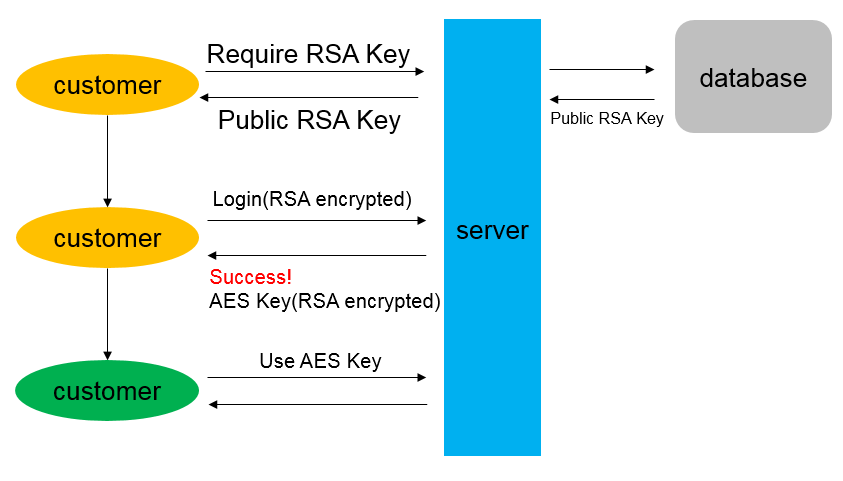 Require RSA Key
customer
database
Public RSA Key
Public RSA Key
Login(RSA encrypted)
customer
server
Success!
AES Key(RSA encrypted)
Use AES Key
customer